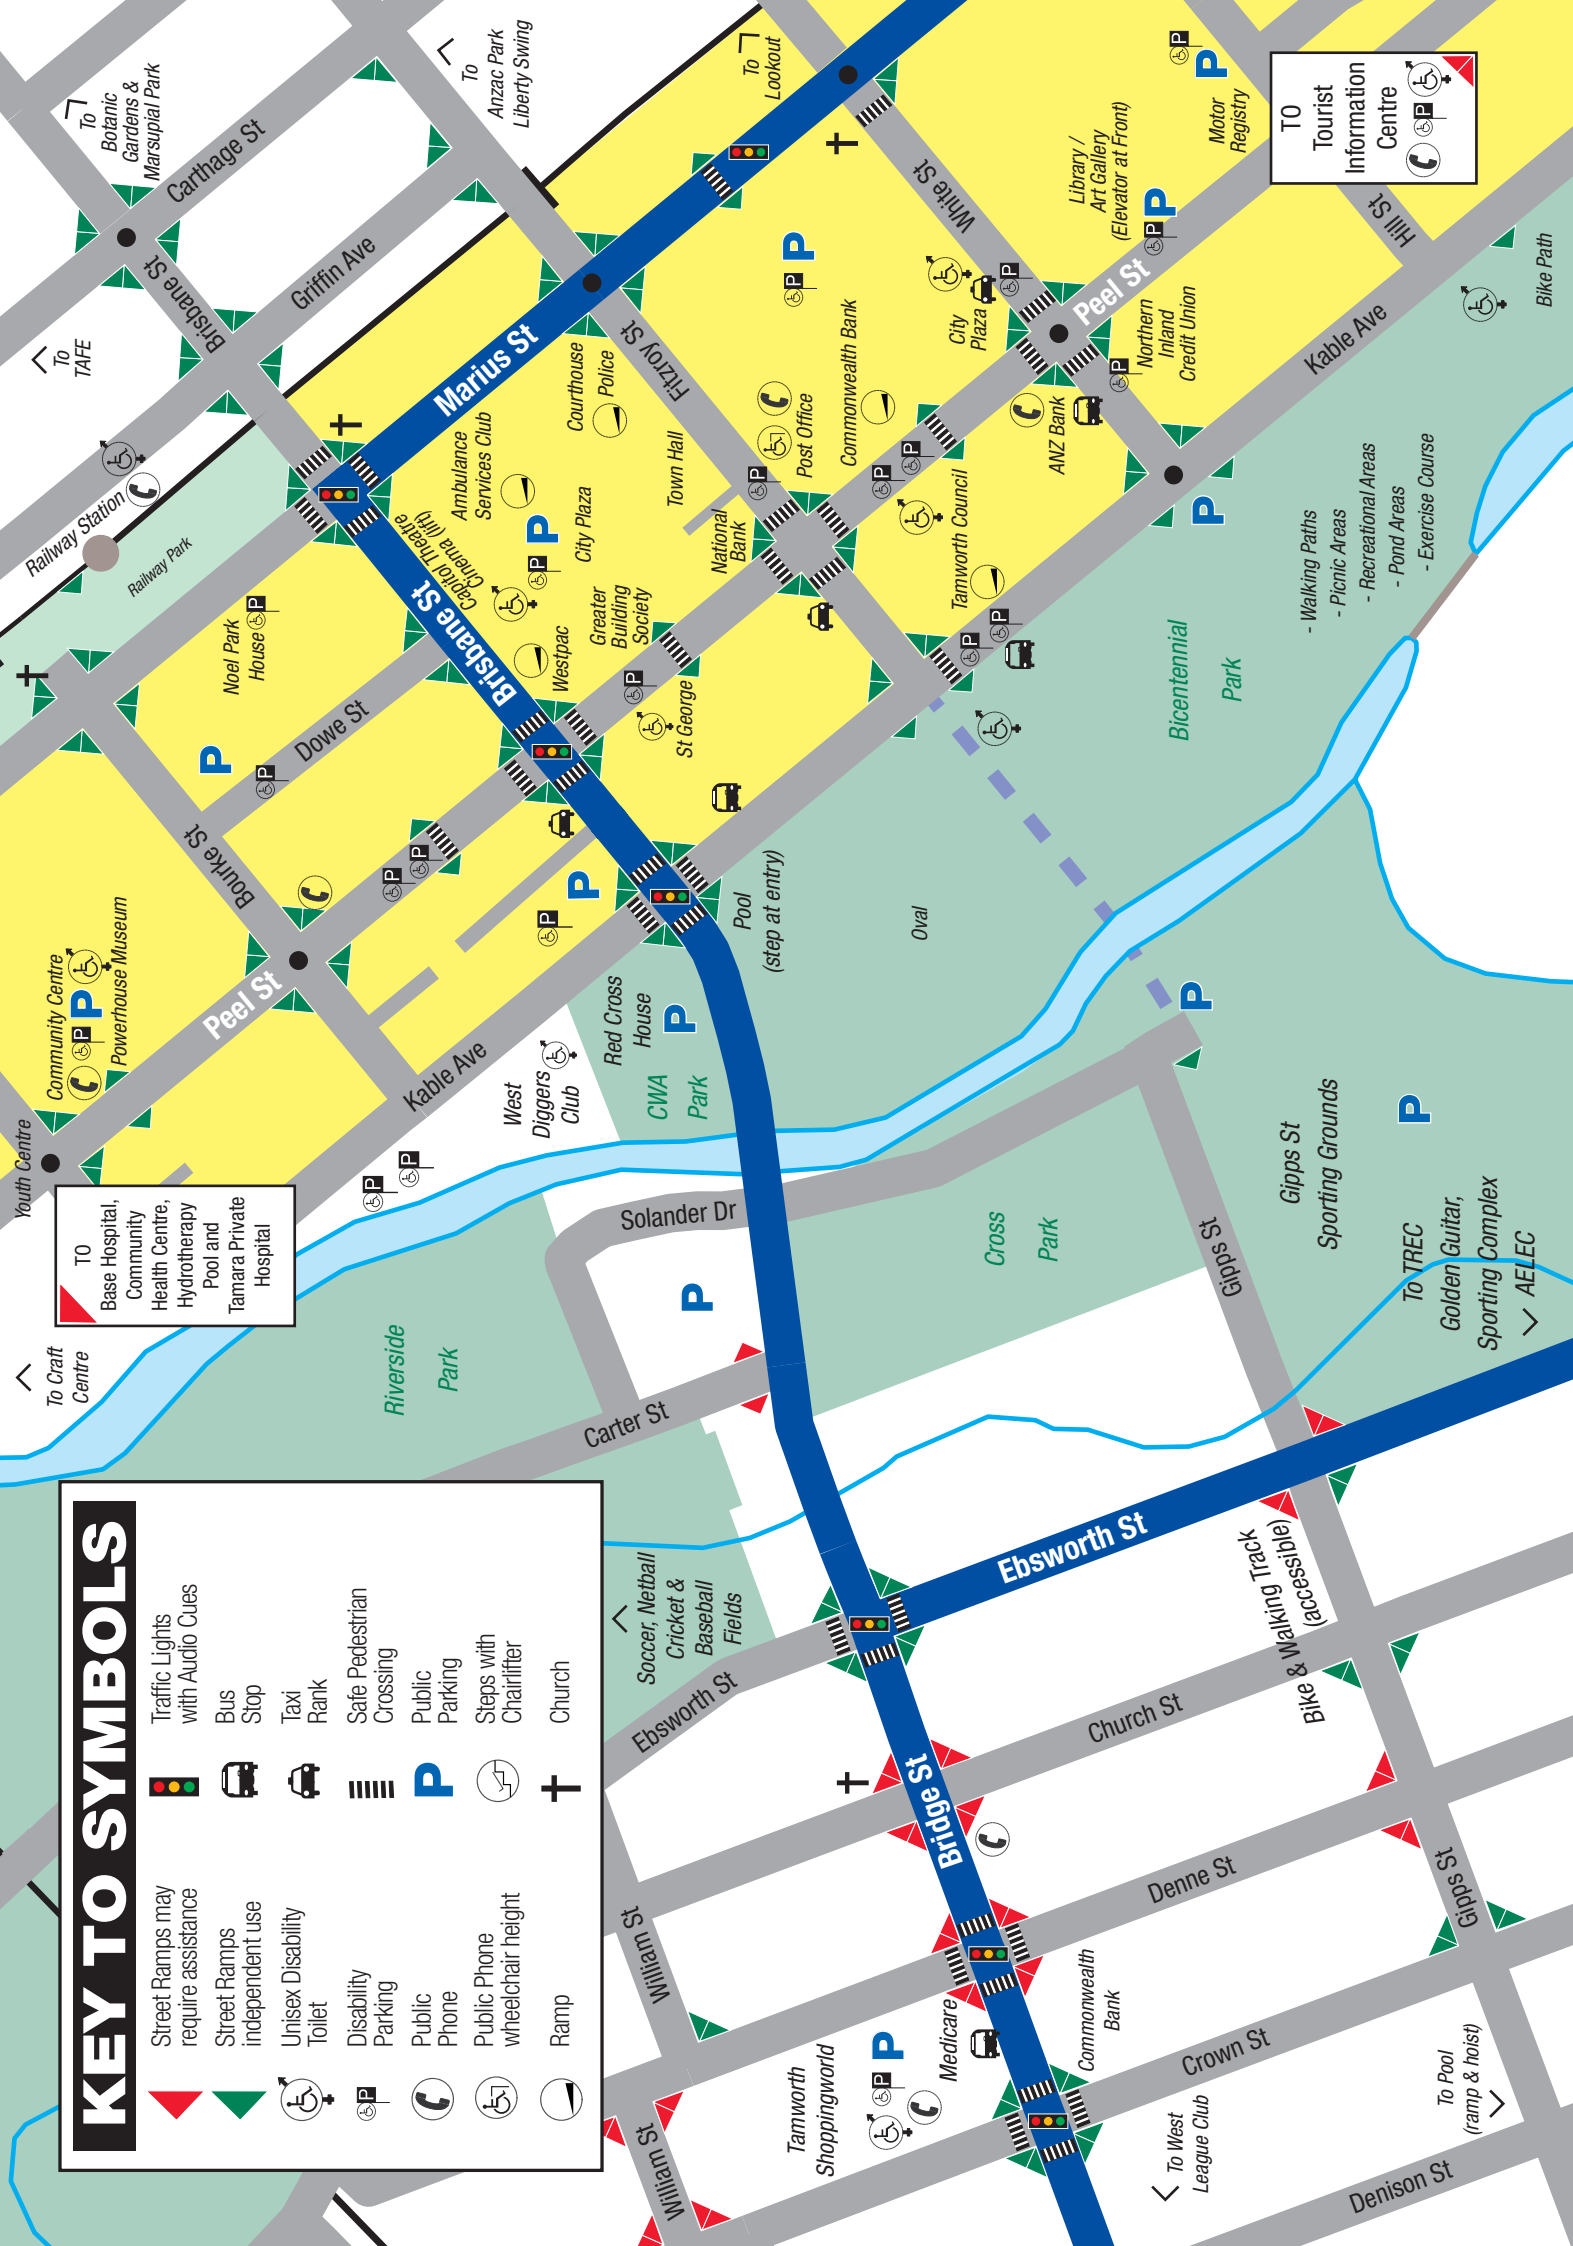 KEY TO SYMBOLS
Street Ramps may
require assistance
Street Ramps
independent use
Unisex Disability
Toilet
Disability
Parking
Public
Phone
Public Phone
wheelchair height
Ramp
Traffic Lights
with Audio Cues
Bus
Stop
Taxi
Rank
Safe Pedestrian
Crossing
P
Public
Parking
Steps with
Chairlifter
Church
To Craft
Centre
TO
Base Hospital,
Community
Health Centre,
Hydrotherapy
Pool and
Tamara Private
Hospital
Youth Centre
Community Centre
P
P
Powerhouse Museum
Peel St
Bourke St
P
P
Dowe St
Noel Park
House
P
Railway Park
Railway Station
To
TAFE
To
Botanic
Gardens &
Marsupial Park
Carthage St
Brisbane St
Griffin Ave
To
Anzac Park
Liberty Swing
To
Lookout
Marius St
Brisbane St
Capitol Theatre
Cinema (lift)
Ambulance
Services Club
P
P
City Plaza
Courthouse
Police
Fitzroy St
Town Hall
Westpac
Greater
Building
Society
P
St George
National
Bank
P
Post Office
Commonwealth Bank
P
P
P
P
White St
City
Plaza
P
Library /
Art Gallery
(Elevator at Front)
P
P
Motor
Registry
P
P
TO
Tourist
Information
Centre
P
Hill St
Peel St
Northern
Inland
Credit Union
P
ANZ Bank
Kable Ave
Bike Path
Tamworth Council
P
P
P
- Walking Paths
- Picnic Areas
- Recreational Areas
- Pond Areas
- Exercise Course
Bicentennial
Park
P
P
P
P
Pool
(step at entry)
Oval
Kable Ave
West
Diggers
Club
Red Cross
House
P
CWA
Park
P
P
P
Riverside
Park
Solander Dr
P
Carter St
Cross
Park
Gipps St
Gipps St
Sporting Grounds
P
To TREC
Golden Guitar,
Sporting Complex
AELEC
Soccer, Netball
Cricket &
Baseball
Fields
Ebsworth St
Ebsworth St
Bike & Walking Track
(accessible)
Bridge St
Church St
Denne St
Gipps St
William St
William St
Tamworth
Shoppingworld
P
P
Medicare
Commonwealth
Bank
Crown St
To West
League Club
To Pool
(ramp & hoist)
Denison St